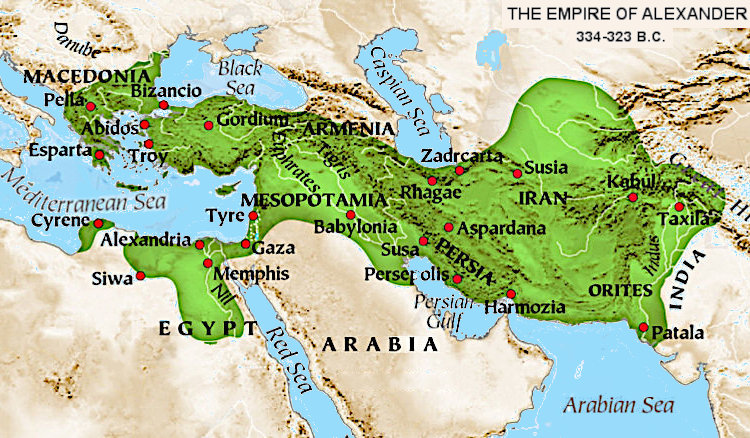 THE EMPIRE OF ALEXANDER
334-323 B.C.
Danube
MACEDONIA
Pella
Bizancio
Black
Sea
Abidos
Gordium
Esparta
Troy
ARMENIA
Caspian Sea
Euphrates
Tigus
Zadrcarta
Susia
Rhagae
IRAN
Kabul
Taxila
Mediterranean Sea
Cyrene
Tyre
MESOPOTAMIA
Babylonia
Aspardana
Alexandria
Gaza
Susa
PERSIA
Indus
INDIA
Siwa
Memphis
Nil
Persepolis
ORITES
Persian
Gulf
Harmozia
Patala
EGYPT
Red Sea
ARABIA
Arabian Sea